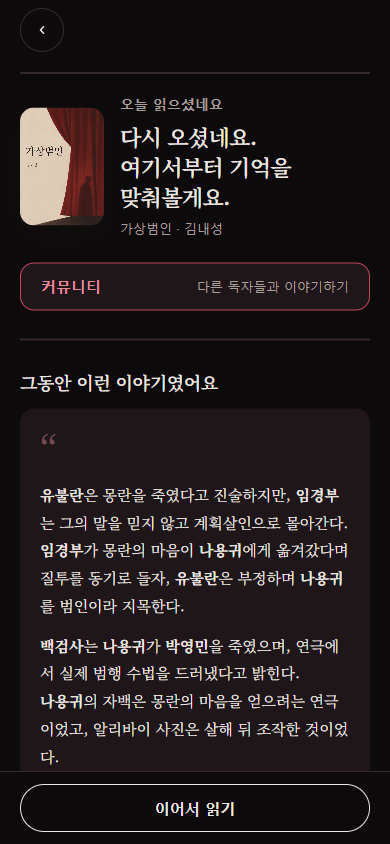 오늘 읽으셨네요
다시 오셨네요.
여기서부터 기억을
맞춰볼게요.
가상범인
가상범인 · 김내성
커뮤니티
다른 독자들과 이야기하기
그동안 이런 이야기였어요
“
유불란은 몽란을 죽였다고 진술하지만, 임경부
는 그의 말을 믿지 않고 계획살인으로 몰아간다.
임경부가 몽란의 마음이 나용귀에게 옮겨갔다며
질투를 동기로 들자, 유불란은 부정하며 나용귀
를 범인이라 지목한다.
백검사는 나용귀가 박영민을 죽였으며, 연극에
서 실제 범행 수법을 드러냈다고 밝힌다.
나용귀의 자백은 몽란의 마음을 얻으려는 연극
이었고, 알리바이 사진은 살해 뒤 조작한 것이었
다.
이어서 읽기